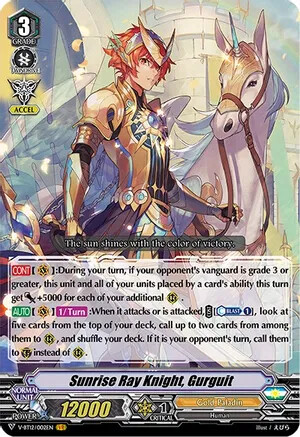 3
GRADE
ACCEL
The sun shines with the color of victory.
CONT [ ]:During your turn, if your opponent's vanguard is grade 3 or
greater, this unit and all of your units placed by a card's ability this turn
get +5000 for each of your additional .
AUTO [ ] 1/Turn :When it attacks or is attacked, [ C BLAST 1 ], look at
five cards from the top of your deck, call up to two cards from among
them to , and shuffle your deck. If it is your opponent's turn, call them
to instead of .
NORMAL
UNIT
Sunrise Ray Knight, Gurguit
Gold Paladin
Human
POWER
12000
1
CRITICAL
V-BT12/002EN
Illust / えびら